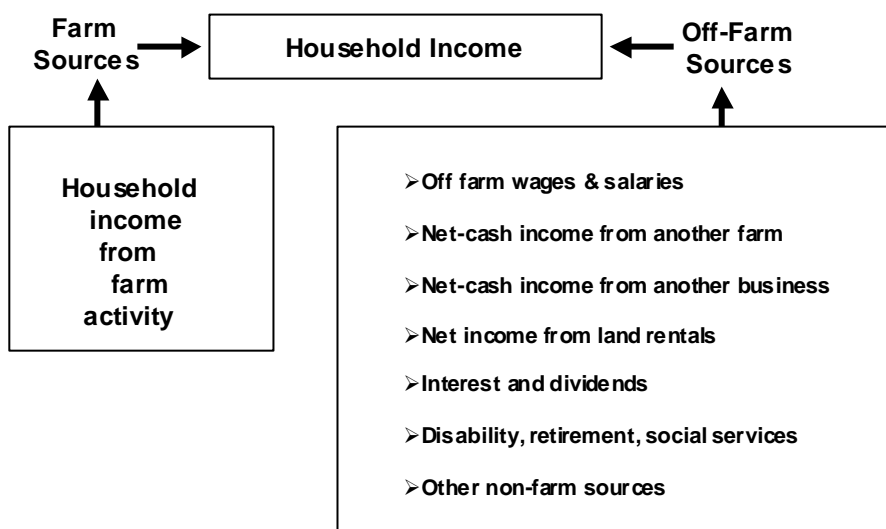 Farm
Sources
Household Income
Off-Farm
Sources
Household
income
from
farm
activity
➢Off farm wages & salaries
➢Net-cash income from another farm
➢Net-cash income from another business
➢Net income from land rentals
➢Interest and dividends
➢Disability, retirement, social services
➢Other non-farm sources